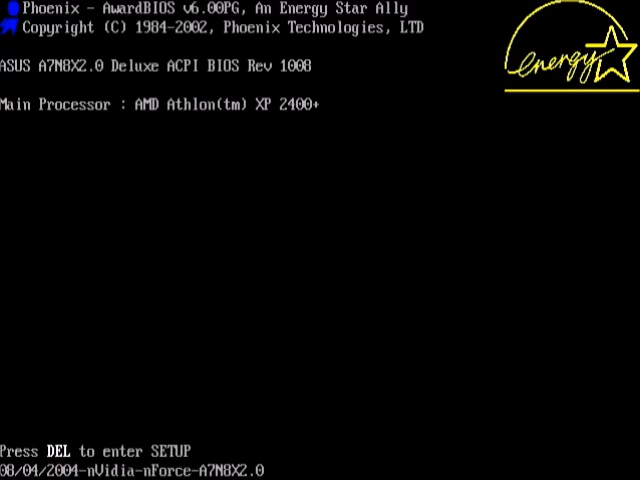 Phoenix - AwardBIOS v6.00PG, An Energy Star Ally
Copyright (C) 1984-2002, Phoenix Technologies, LTD
energy
ASUS A7N8X2.0 Deluxe ACPI BIOS Rev 1008
Main Processor : AMD Athlon(tm) XP 2400+
Press DEL to enter SETUP
08/04/2004-nVidia-nForce-A7N8X2.0